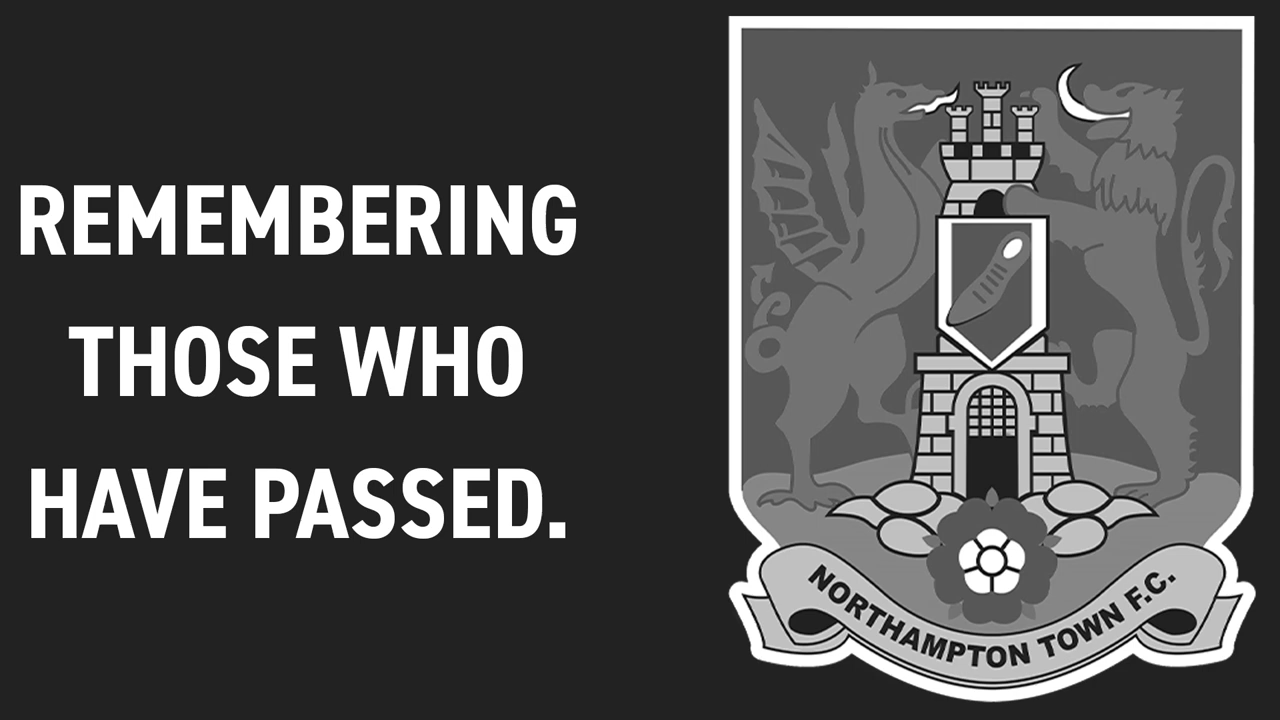 REMEMBERING
THOSE WHO
HAVE PASSED.
NORTHAMPTON TOWN F.C.